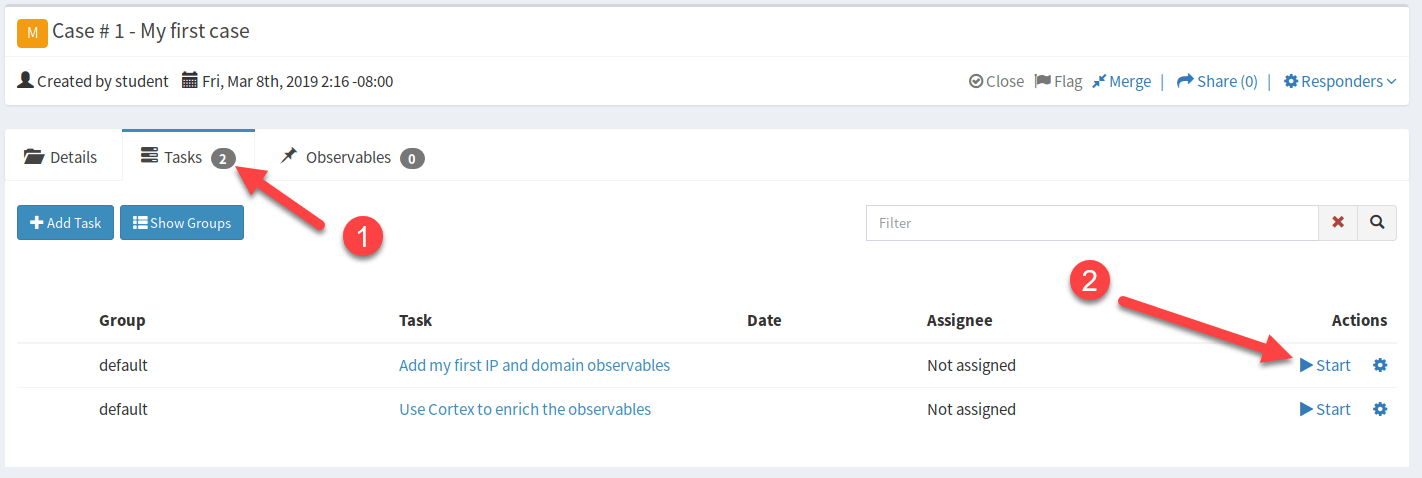 M Case # 1 - My first case
Created by student Fri, Mar 8th, 2019 2:16 -08:00 Close Flag Merge | Share (0) | Responders
Details Tasks 2 Observables 0
Add Task Show Groups Filter
1
2
Group Task Date Assignee Actions
default Add my first IP and domain observables Not assigned Start
default Use Cortex to enrich the observables Not assigned Start